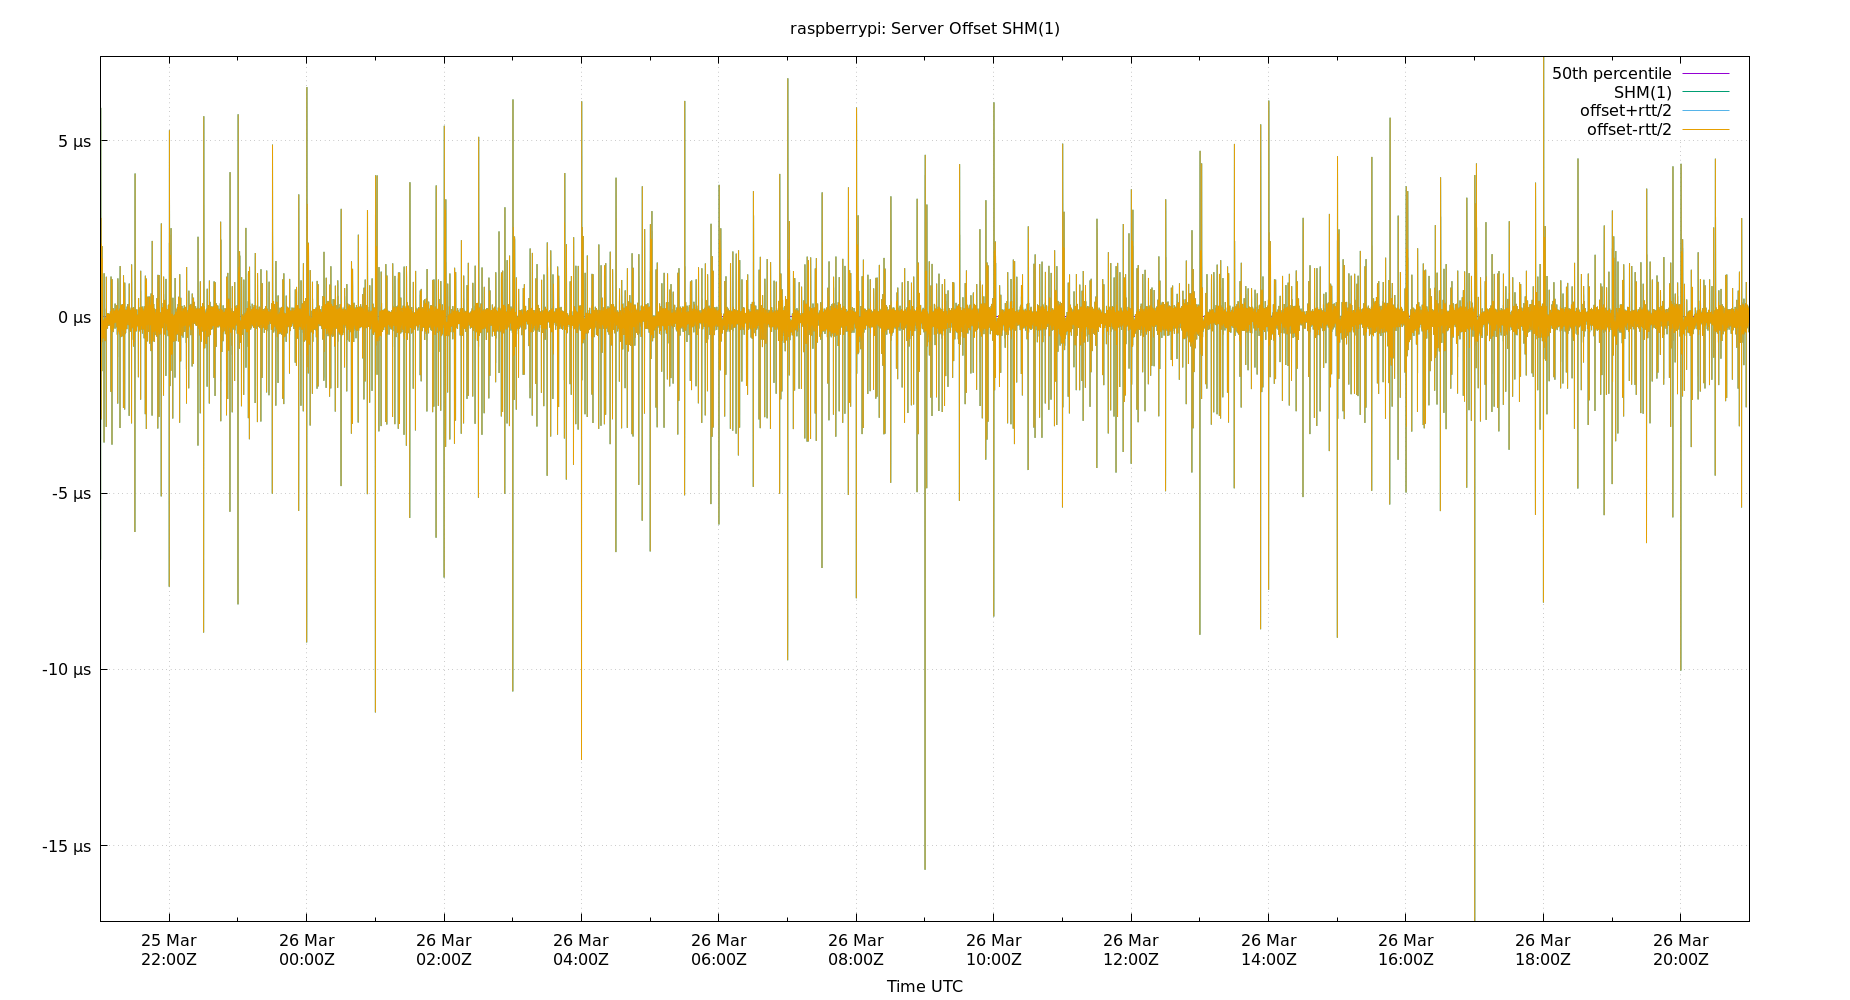 raspberrypi: Server Offset SHM(1)
50th percentile
SHM(1)
offset+rtt/2
offset-rtt/2
5 µs
0 µs
-5 µs
-10 µs
-15 µs
25 Mar 26 Mar 26 Mar 26 Mar 26 Mar 26 Mar 26 Mar 26 Mar 26 Mar 26 Mar 26 Mar 26 Mar
22:00Z 00:00Z 02:00Z 04:00Z 06:00Z 08:00Z 10:00Z 12:00Z 14:00Z 16:00Z 18:00Z 20:00Z
Time UTC